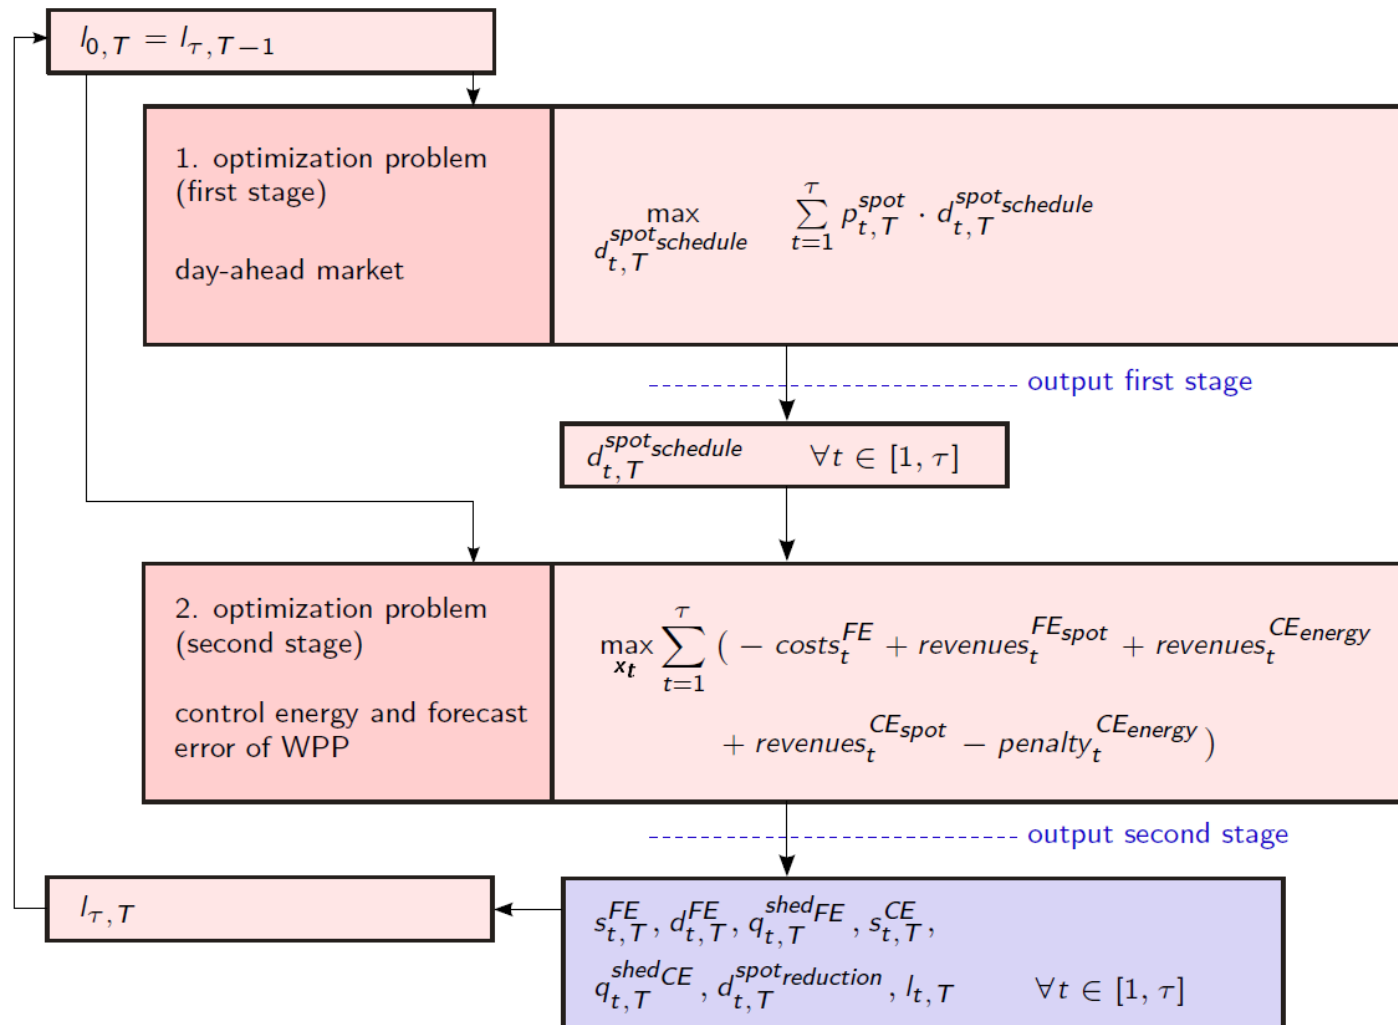 l_{0,T} = l_{τ,T−1}
1. optimization problem
(first stage)
day-ahead market
max_{d_{t,T}^{spot_{schedule}}} \sum_{t=1}^{τ} p_{t,T}^{spot} · d_{t,T}^{spot_{schedule}}
output first stage
d_{t,T}^{spot_{schedule}} ∀t ∈ [1, τ]
2. optimization problem
(second stage)
control energy and forecast
error of WPP
max_{x_t} \sum_{t=1}^{τ} ( − costs_t^{FE} + revenues_t^{FE_{spot}} + revenues_t^{CE_{energy}}
+ revenues_t^{CE_{spot}} − penalty_t^{CE_{energy}} )
output second stage
l_{τ,T}
s_{t,T}^{FE}, d_{t,T}^{FE}, q_{t,T}^{shed_{FE}}, s_{t,T}^{CE},
q_{t,T}^{shed_{CE}}, d_{t,T}^{spot_{reduction}}, l_{t,T} ∀t ∈ [1, τ]